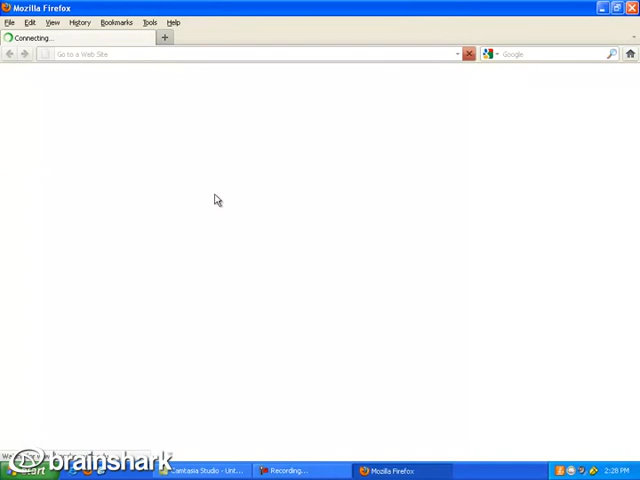 Mozilla Firefox
File Edit View History Bookmarks Tools Help
Connecting...
Go to a Web Site
Google
brainshark
start
Camtasia Studio - Unt...
Recording...
Mozilla Firefox
2:28 PM